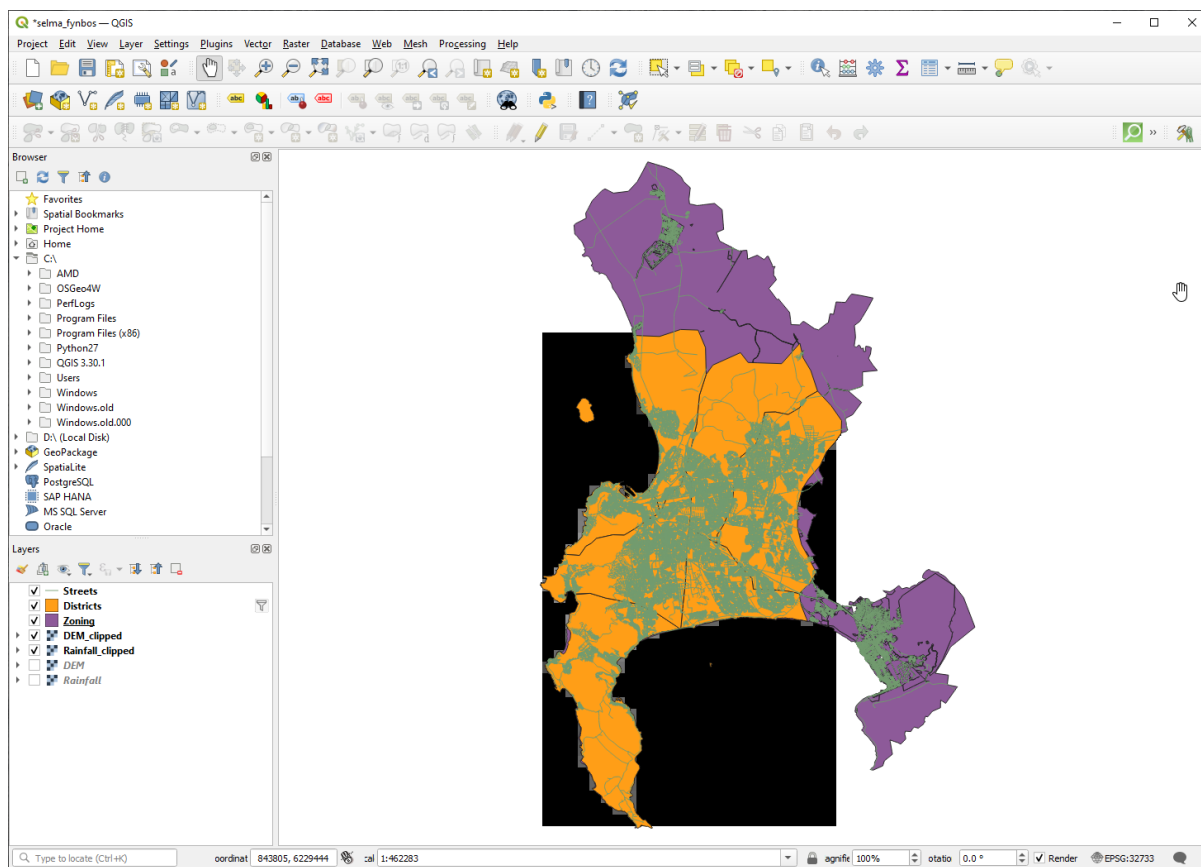 *selma_fynbos — QGIS
Project Edit View Layer Settings Plugins Vector Raster Database Web Mesh Processing Help
abc abc abc
Browser
Favorites
Spatial Bookmarks
Project Home
Home
C:\
AMD
OSGeo4W
PerfLogs
Program Files
Program Files (x86)
Python27
QGIS 3.30.1
Users
Windows
Windows.old
Windows.old.000
D:\ (Local Disk)
GeoPackage
SpatiaLite
PostgreSQL
SAP HANA
MS SQL Server
Oracle
Layers
Streets
Districts
Zoning
DEM_clipped
Rainfall_clipped
DEM
Rainfall
Type to locate (Ctrl+K) oordinat 843805, 6229444 :al 1:462283 agnifie 100% otatio 0.0 ° Render EPSG:32733